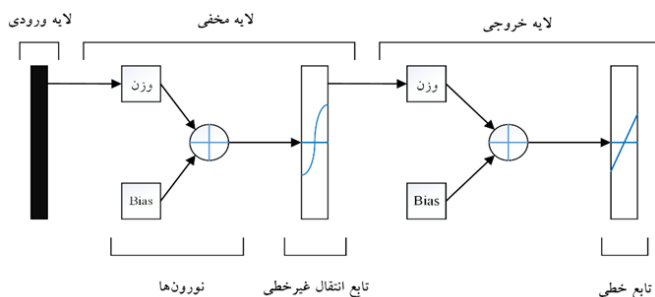 لایه ورودی
لایه مخفی
لایه خروجی
وزن
وزن
Bias
Bias
نورون‌ها
تابع انتقال غیرخطی
تابع خطی